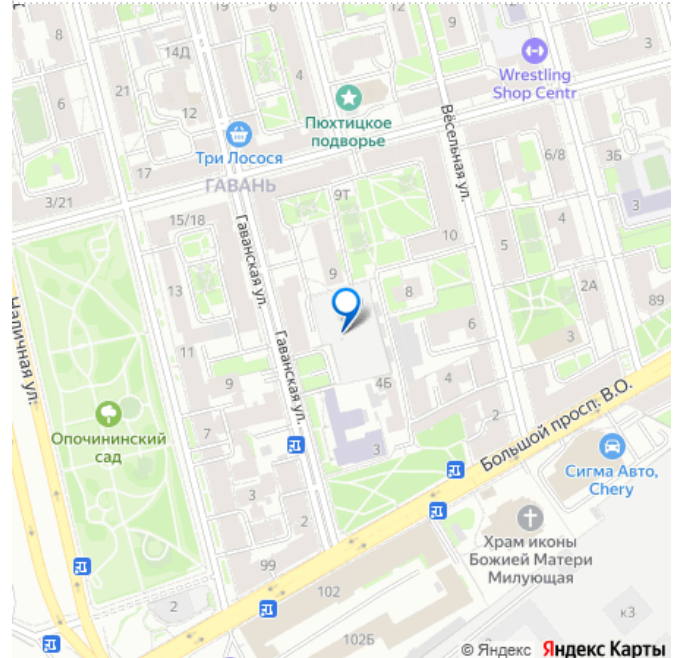 8
4
12
12
9
3
14Д
Wrestling
Shop Centr
6
21
12
Пюхтицкое
подворье
Весельная ул.
Три Лосося
6/8
3Б
17
ГАВАНЬ
9Т
3/21
3
15/18
4
10
5
Гаванская ул.
9
13
8
2А
89
Наличная ул.
6
3
11
Гаванская ул.
9
4Б
4
Опочининский
сад
2
Большой просп. В.О.
7
3
Сигма Авто,
Chery
3
2
Храм иконы
Божией Матери
Милующая
99
102
2
к3
102Б
© Яндекс Яндекс Карты